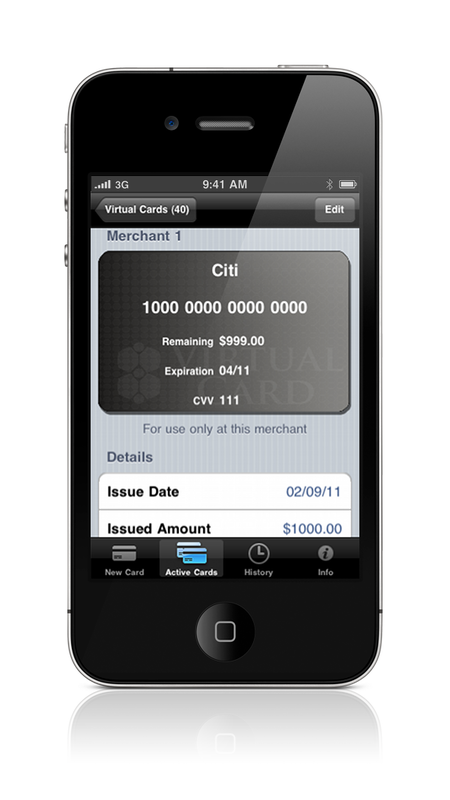 3G 9:41 AM
Virtual Cards (40) Edit
Merchant 1
Citi
1000 0000 0000 0000
Remaining $999.00
VIRTUAL
Expiration 04/11
CARD
CVV 111
For use only at this merchant
Details
Issue Date 02/09/11
Issued Amount $1000.00
New Card Active Cards History Info